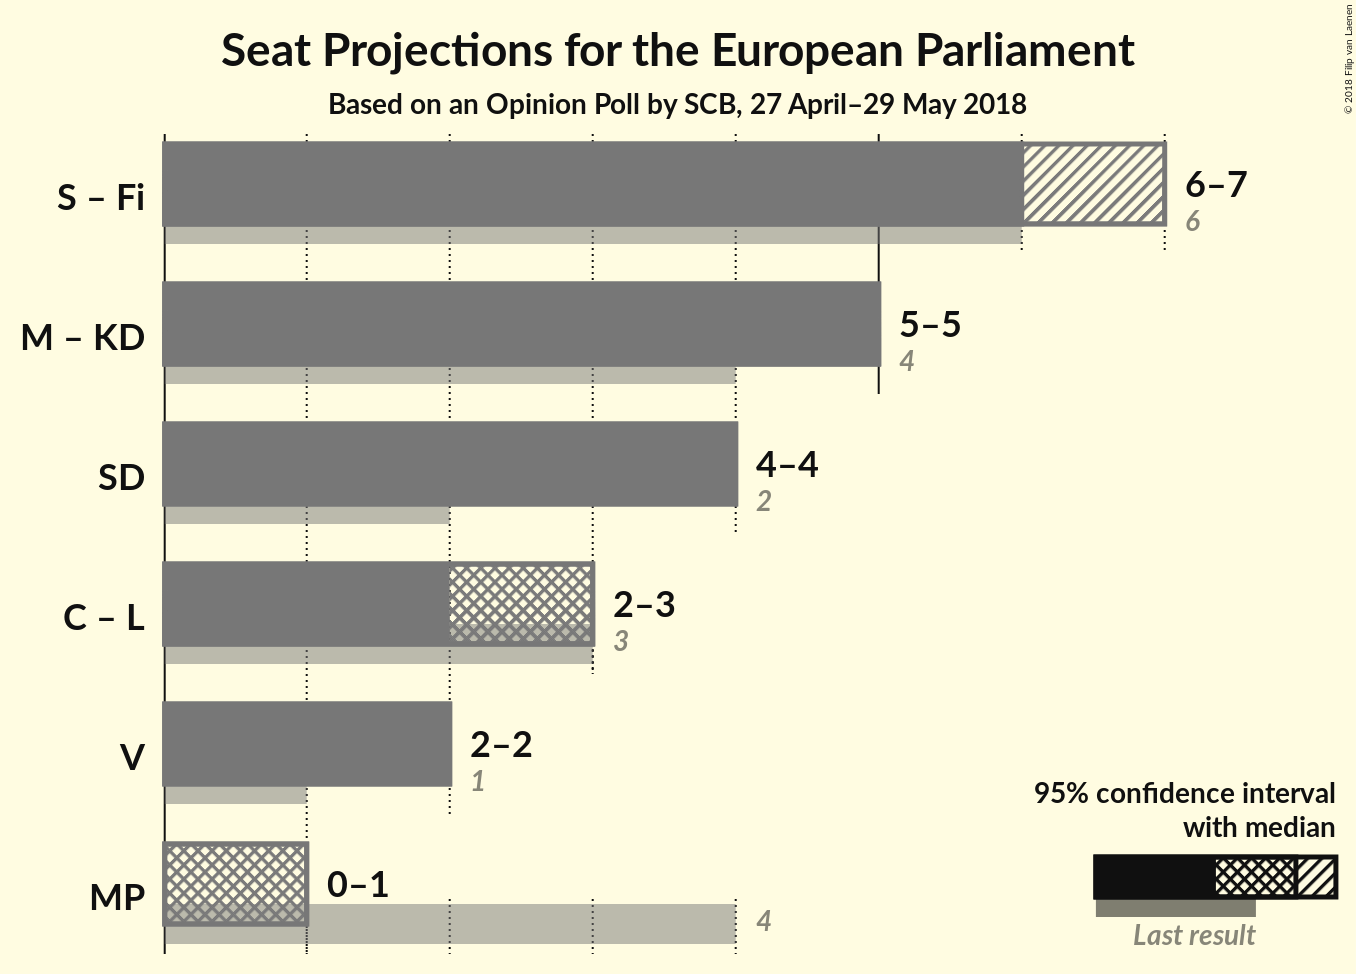 Seat Projections for the European Parliament
Based on an Opinion Poll by SCB, 27 April–29 May 2018
© 2018 Filip van Laenen
S – Fi
6–7
6
M – KD
5–5
4
SD
4–4
2
C – L
2–3
3
V
2–2
1
MP
0–1
4
95% confidence interval
with median
Last result